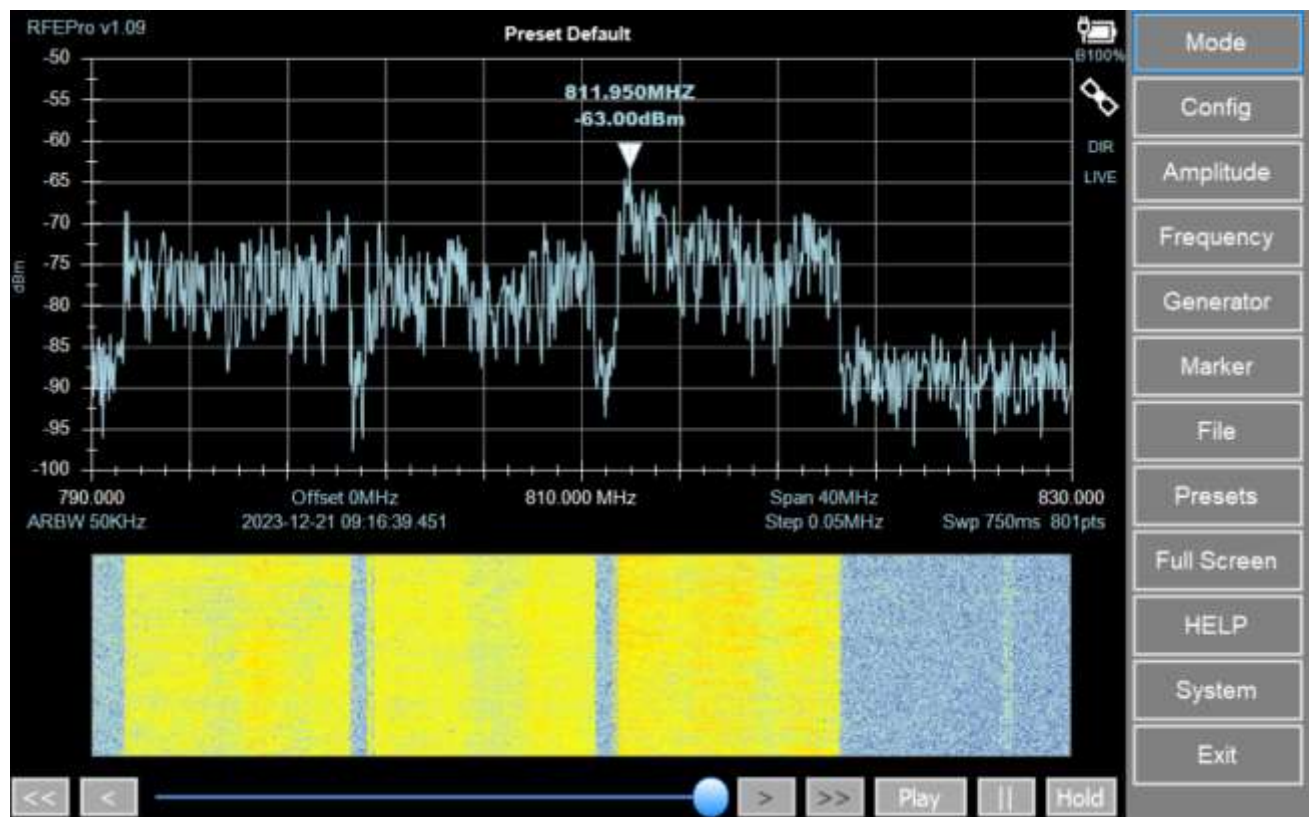 RFEPro v1.09
Preset Default
B100%
DIR
LIVE
811.950MHZ
-63.00dBm
dBm
-50
-55
-60
-65
-70
-75
-80
-85
-90
-95
-100
790.000 Offset 0MHz 810.000 MHz Span 40MHz 830.000
ARBW 50KHz 2023-12-21 09:16:39.451 Step 0.05MHz Swp 750ms 801pts
<< < > >> Play || Hold
Mode
Config
Amplitude
Frequency
Generator
Marker
File
Presets
Full Screen
HELP
System
Exit